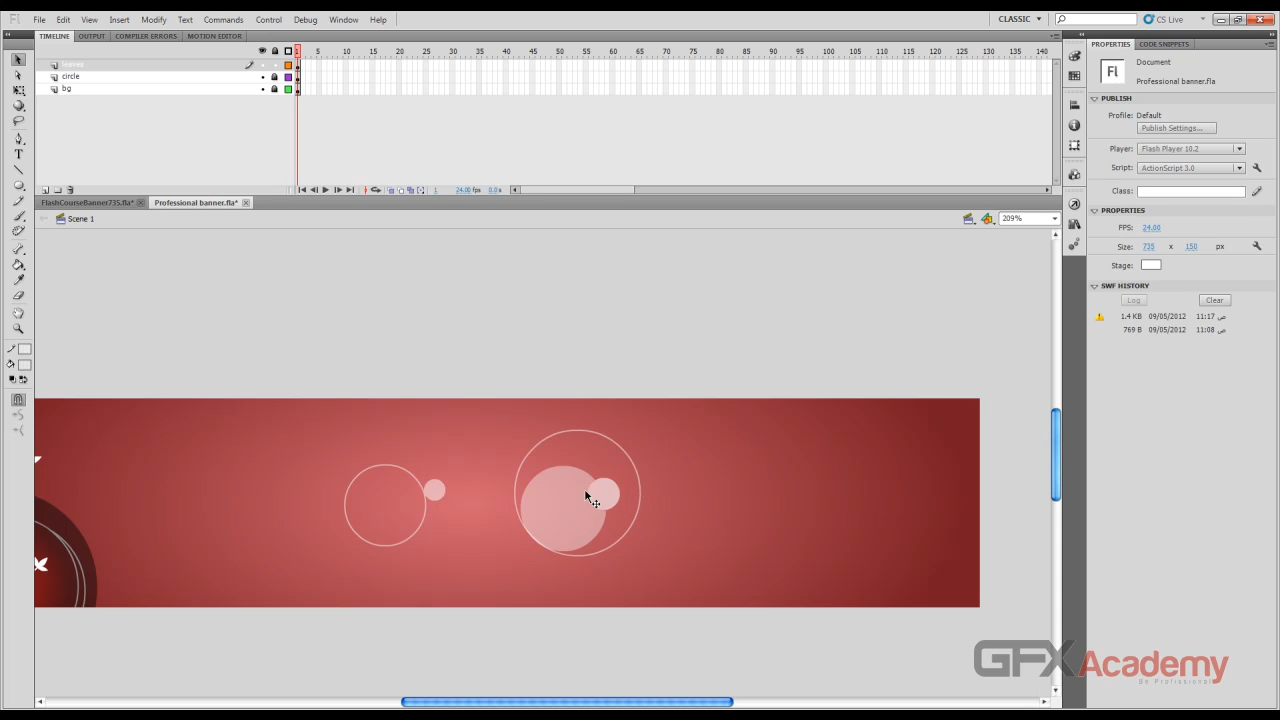 Fl File Edit View Insert Modify Text Commands Control Debug Window Help CLASSIC CS Live
TIMELINE OUTPUT COMPILER ERRORS MOTION EDITOR
1 5 10 15 20 25 30 35 40 45 50 55 60 65 70 75 80 85 90 95 100 105 110 115 120 125 130 135 140
circle
bg
1 24.00 fps 0.0 s
FlashCourseBanner735.fla* Professional banner.fla*
Scene 1 209%
PROPERTIES CODE SNIPPETS
Fl Document
Professional banner.fla
PUBLISH
Profile: Default
Publish Settings...
Player: Flash Player 10.2
Script: ActionScript 3.0
Class:
PROPERTIES
FPS: 24.00
Size: 735 x 150 px
Stage:
SWF HISTORY
Log Clear
1.4 KB 09/05/2012 11:17 ص
769 B 09/05/2012 11:08 ص
GFXAcademy
Be Professional